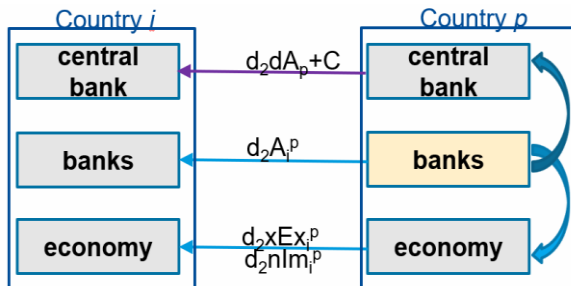 Country i Country p
central bank
d₂dAₚ+C
central bank
banks
d₂Aᵢᵖ
banks
economy
d₂xExᵢᵖ
d₂nImᵢᵖ
economy